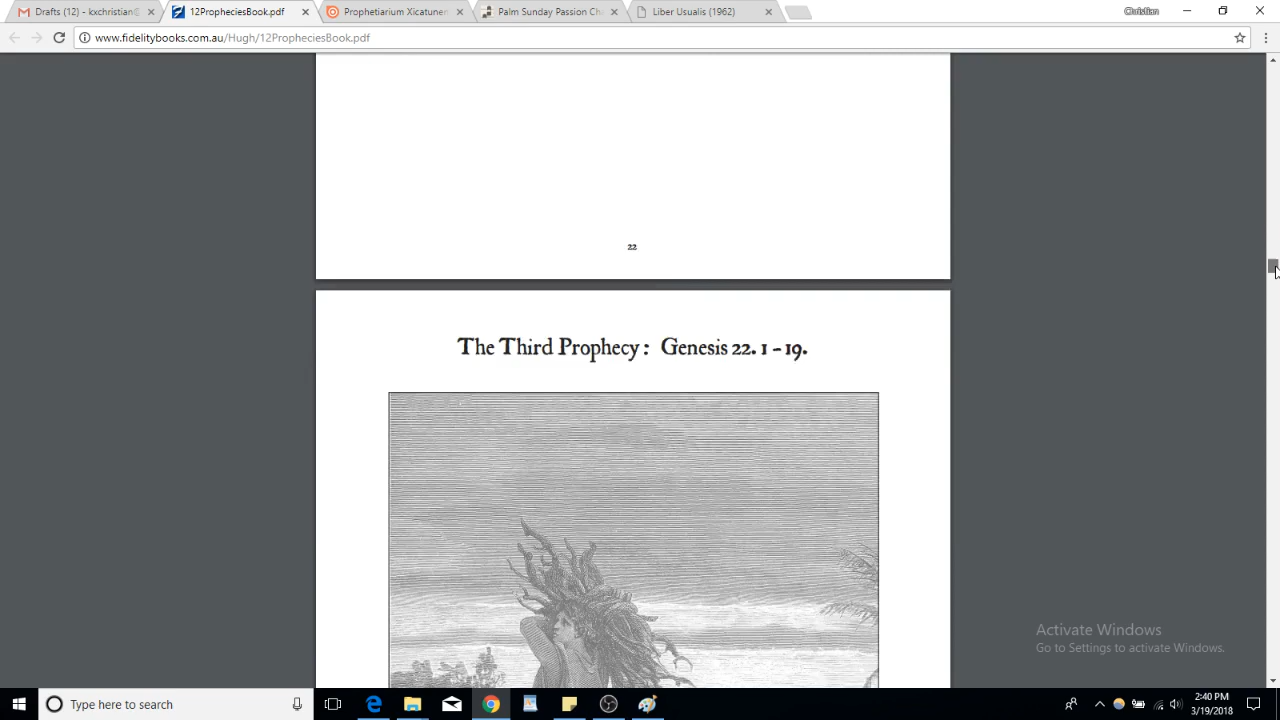 Drafts (12) - kxchristian@
12PropheciesBook.pdf
Prophetiarium Xicatuner
Palm Sunday Passion Ch
Liber Usualis (1962)
Christian
www.fidelitybooks.com.au/Hugh/12PropheciesBook.pdf
22
The Third Prophecy : Genesis 22. 1 - 19.
Activate Windows
Go to Settings to activate Windows.
Type here to search
2:40 PM
3/19/2018